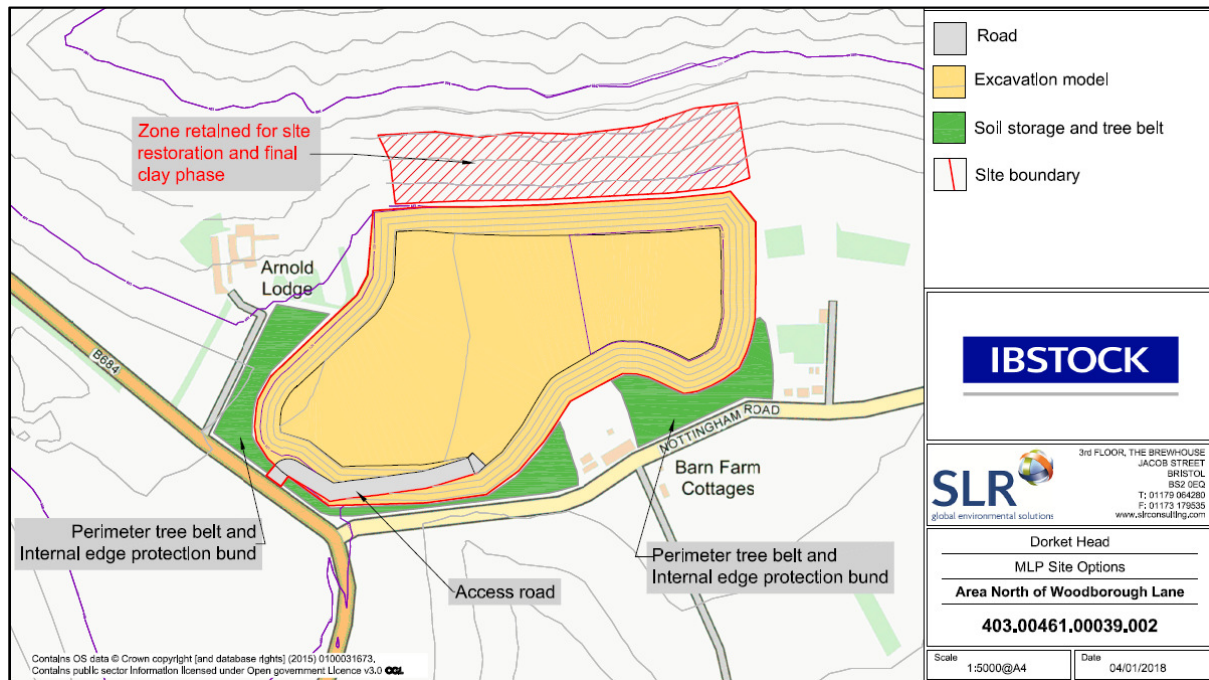 Zone retained for site
restoration and final
clay phase
Arnold
Lodge
B684
NOTTINGHAM ROAD
Barn Farm
Cottages
Perimeter tree belt and
Internal edge protection bund
Access road
Perimeter tree belt and
Internal edge protection bund
Contains OS data © Crown copyright [and database rights] (2015) 0100031673,
Contains public sector Information licensed under Open government Licence v3.0 OGL
Road
Excavation model
Soil storage and tree belt
Site boundary
IBSTOCK
SLR
global environmental solutions
3rd FLOOR, THE BREWHOUSE
JACOB STREET
BRISTOL
BS2 0EQ
T: 01179 064280
F: 01173 179535
www.slrconsulting.com
Dorket Head
MLP Site Options
Area North of Woodborough Lane
403.00461.00039.002
Scale
1:5000@A4
Date
04/01/2018